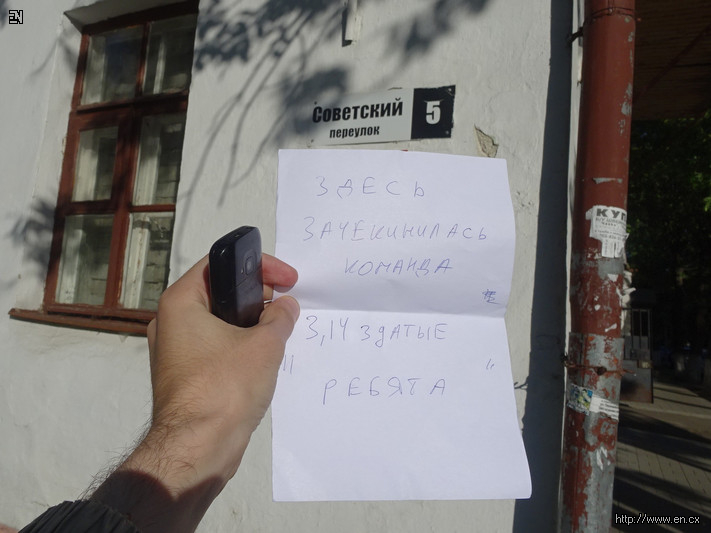 EN
Советский
переулок
5
ЗДЕСЬ
ЗАЧЕКИНИЛАСЬ
КОМАНДА
3,14 ЗДАТЫЕ
" "
РЕБЯТА
КУП
http://www.en.cx